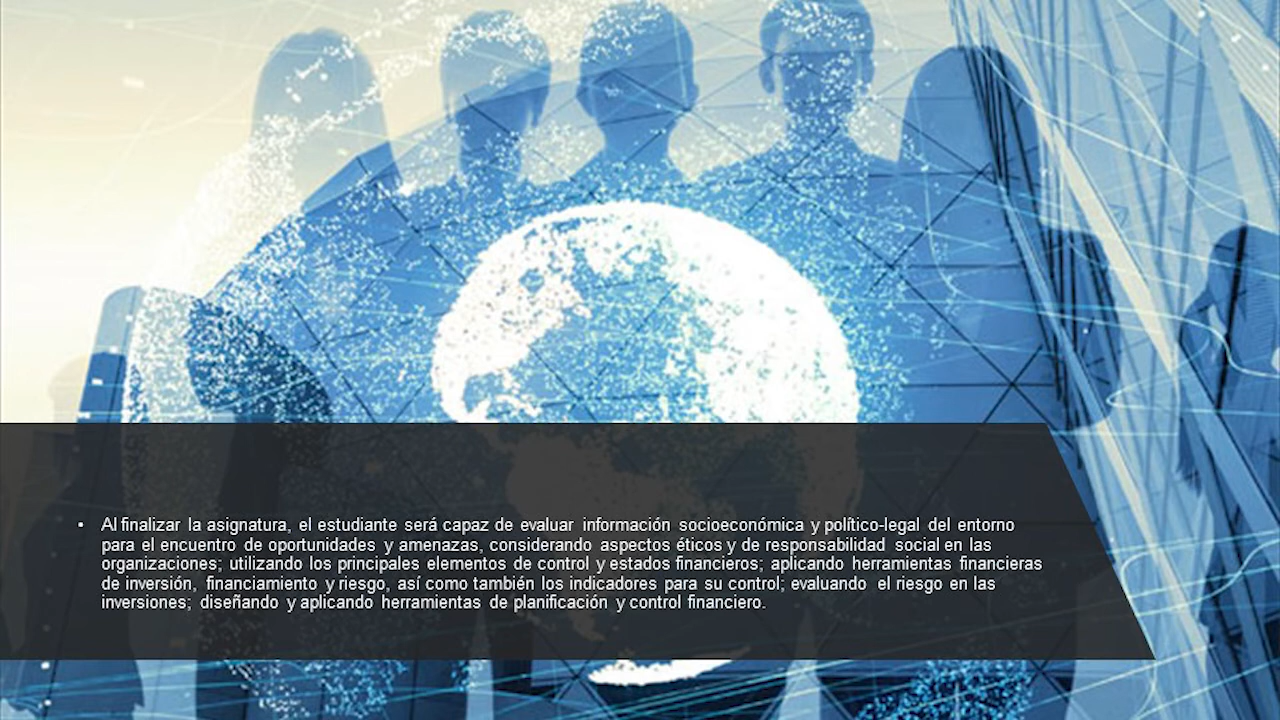 • Al finalizar la asignatura, el estudiante será capaz de evaluar información socioeconómica y político-legal del entorno
para el encuentro de oportunidades y amenazas, considerando aspectos éticos y de responsabilidad social en las
organizaciones; utilizando los principales elementos de control y estados financieros; aplicando herramientas financieras
de inversión, financiamiento y riesgo, así como también los indicadores para su control; evaluando el riesgo en las
inversiones; diseñando y aplicando herramientas de planificación y control financiero.